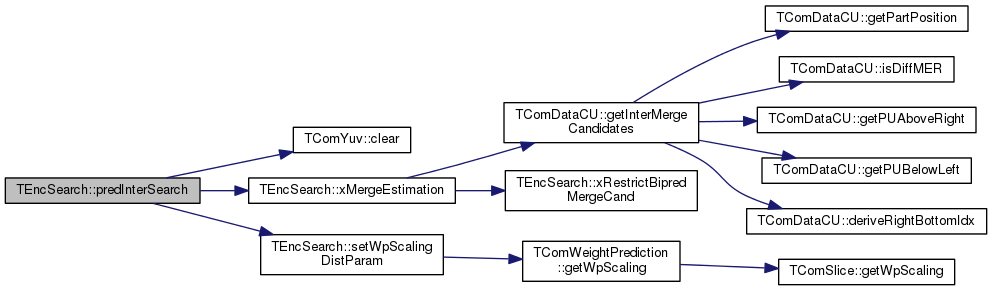 TEncSearch::predInterSearch
TComYuv::clear
TEncSearch::xMergeEstimation
TEncSearch::setWpScaling
DistParam
TComDataCU::getInterMerge
Candidates
TEncSearch::xRestrictBipred
MergeCand
TComWeightPrediction
::getWpScaling
TComDataCU::getPartPosition
TComDataCU::isDiffMER
TComDataCU::getPUAboveRight
TComDataCU::getPUBelowLeft
TComDataCU::deriveRightBottomIdx
TComSlice::getWpScaling